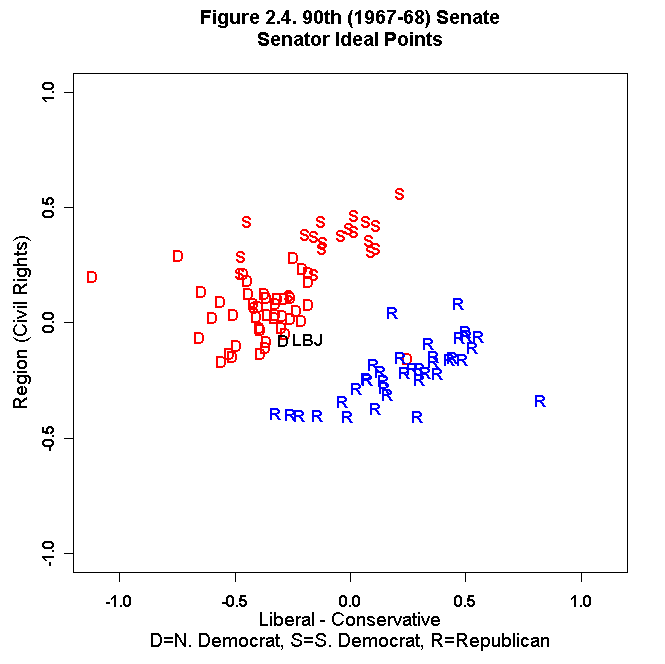 Figure 2.4. 90th (1967-68) Senate
Senator Ideal Points
Region (Civil Rights)
1.0
0.5
0.0
-0.5
-1.0
D LBJ
-1.0 -0.5 0.0 0.5 1.0
Liberal - Conservative
D=N. Democrat, S=S. Democrat, R=Republican